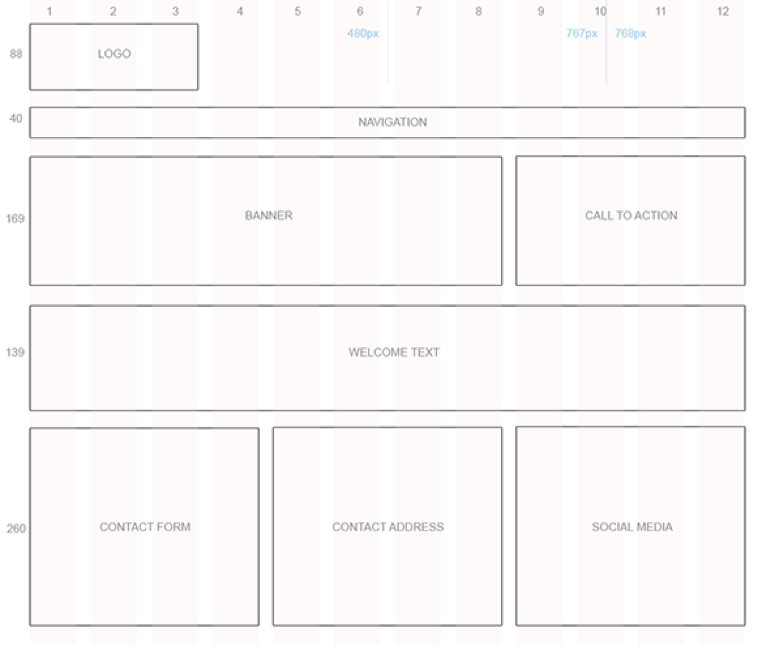 1 2 3 4 5 6 7 8 9 10 11 12
480px 767px 768px
88 LOGO
40 NAVIGATION
169 BANNER CALL TO ACTION
139 WELCOME TEXT
260 CONTACT FORM CONTACT ADDRESS SOCIAL MEDIA